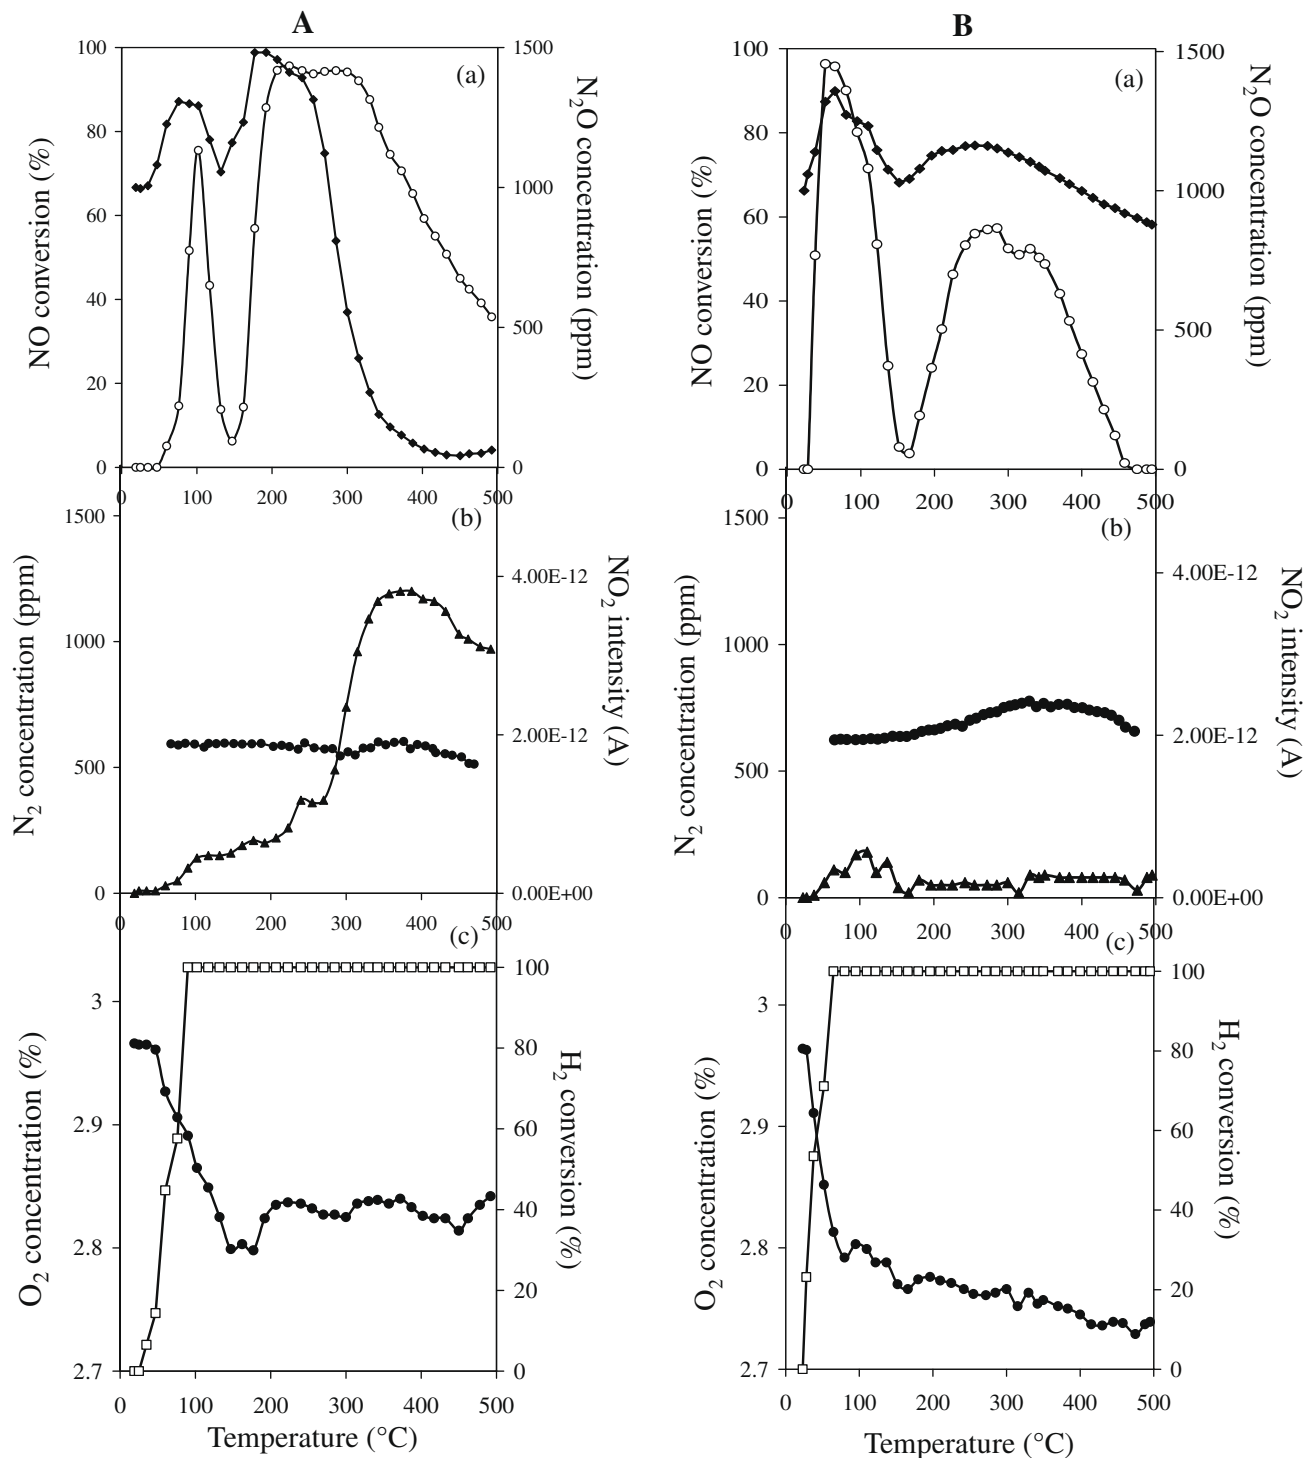 A
(a)
100
80
60
40
20
0
NO conversion (%)
1500
1000
500
0
N2O concentration (ppm)
0 100 200 300 400 500
(b)
1500
1000
500
0
N2 concentration (ppm)
4.00E-12
2.00E-12
0.00E+00
NO2 intensity (A)
0 100 200 300 400 500
(c)
3
2.9
2.8
2.7
O2 concentration (%)
100
80
60
40
20
0
H2 conversion (%)
0 100 200 300 400 500
Temperature (°C)
B
(a)
100
80
60
40
20
0
NO conversion (%)
1500
1000
500
0
N2O concentration (ppm)
0 100 200 300 400 500
(b)
1500
1000
500
0
N2 concentration (ppm)
4.00E-12
2.00E-12
0.00E+00
NO2 intensity (A)
0 100 200 300 400 500
(c)
3
2.9
2.8
2.7
O2 concentration (%)
100
80
60
40
20
0
H2 conversion (%)
0 100 200 300 400 500
Temperature (°C)